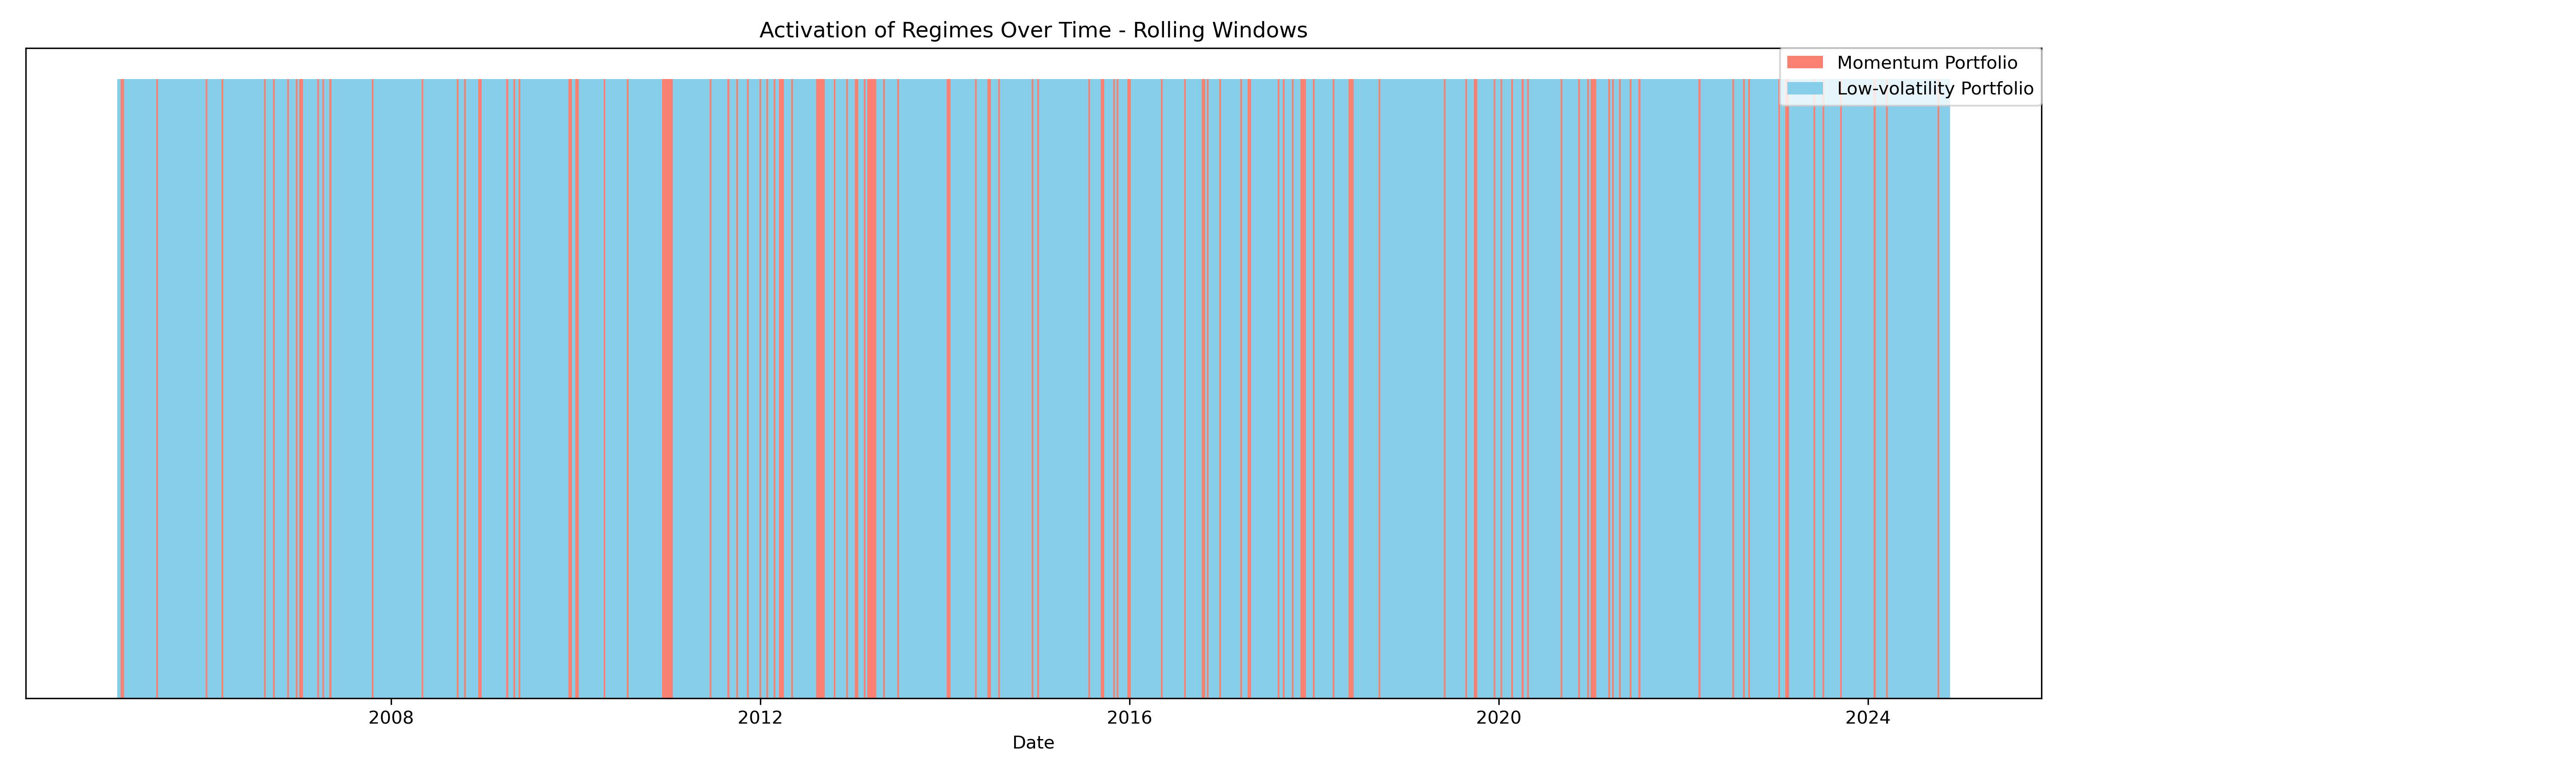 Activation of Regimes Over Time - Rolling Windows
Momentum Portfolio
Low-volatility Portfolio
2008 2012 2016 2020 2024
Date